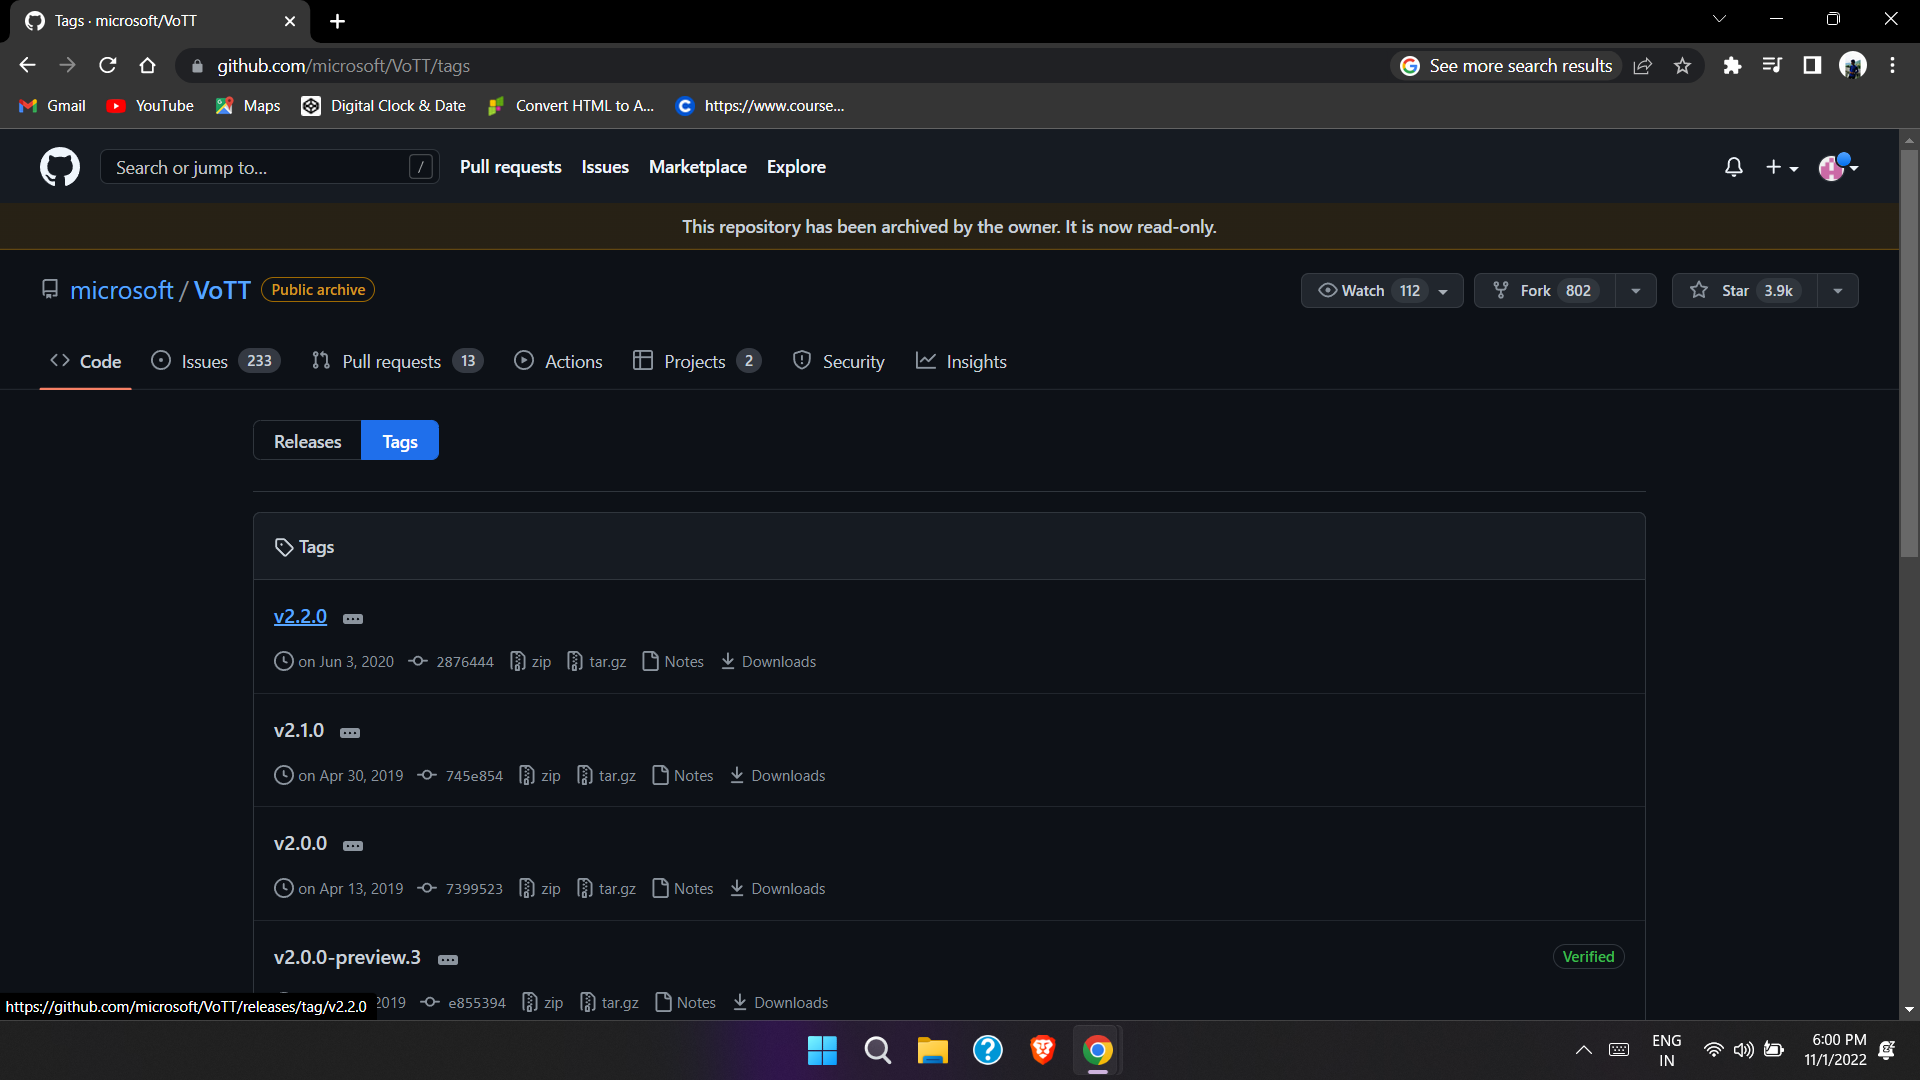 Tags · microsoft/VoTT
github.com/microsoft/VoTT/tags
See more search results
Gmail
YouTube
Maps
Digital Clock & Date
Convert HTML to A...
https://www.course...
Search or jump to...
/
Pull requests
Issues
Marketplace
Explore
This repository has been archived by the owner. It is now read-only.
microsoft / VoTT
Public archive
Watch 112
Fork 802
Star 3.9k
Code
Issues 233
Pull requests 13
Actions
Projects 2
Security
Insights
Releases
Tags
Tags
v2.2.0
on Jun 3, 2020 2876444 zip tar.gz Notes Downloads
v2.1.0
on Apr 30, 2019 745e854 zip tar.gz Notes Downloads
v2.0.0
on Apr 13, 2019 7399523 zip tar.gz Notes Downloads
v2.0.0-preview.3
Verified
2019 e855394 zip tar.gz Notes Downloads
https://github.com/microsoft/VoTT/releases/tag/v2.2.0
ENG
IN
6:00 PM
11/1/2022